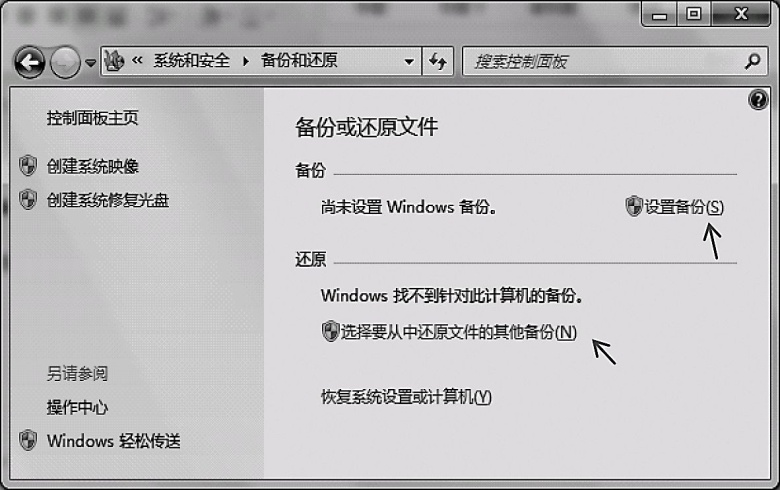 « 系统和安全 ▸ 备份和还原
搜索控制面板
控制面板主页
创建系统映像
创建系统修复光盘
备份或还原文件
备份
尚未设置 Windows 备份。
设置备份(S)
还原
Windows 找不到针对此计算机的备份。
选择要从中还原文件的其他备份(N)
恢复系统设置或计算机(Y)
另请参阅
操作中心
Windows 轻松传送